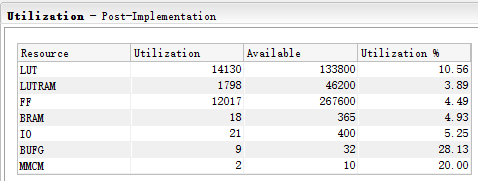 Utilization - Post-Implementation
Resource Utilization Available Utilization %
LUT 14130 133800 10.56
LUTRAM 1798 46200 3.89
FF 12017 267600 4.49
BRAM 18 365 4.93
IO 21 400 5.25
BUFG 9 32 28.13
MMCM 2 10 20.00